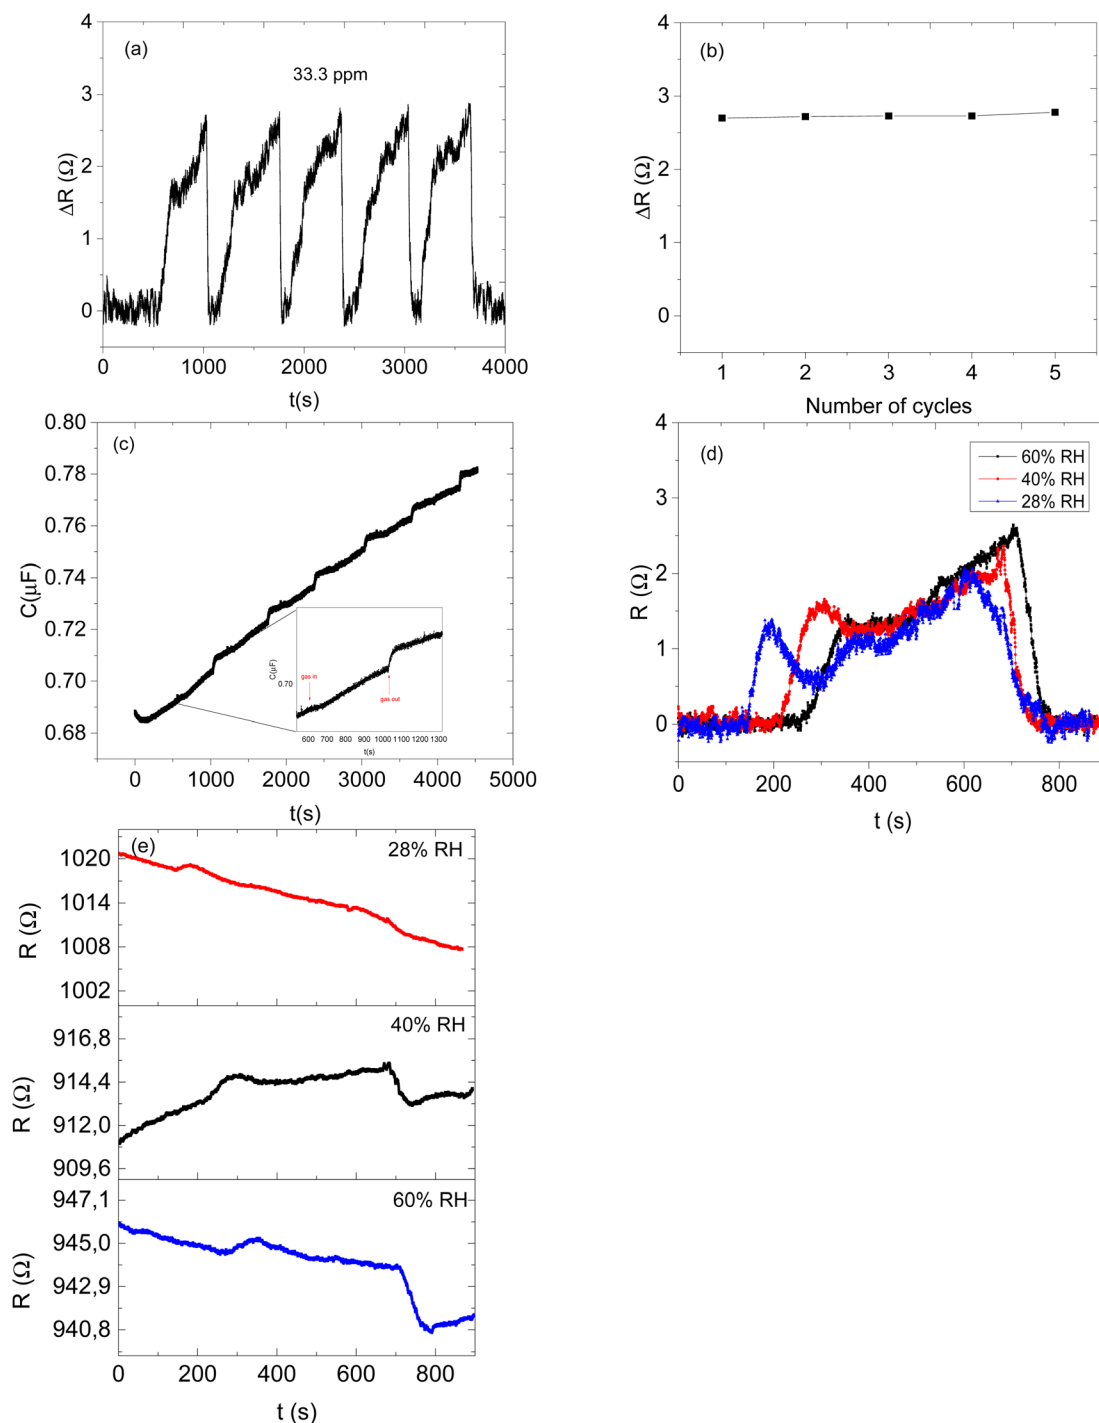 (a)
33.3 ppm
4
3
2
1
0
ΔR (Ω)
0 1000 2000 3000 4000
t(s)
(b)
4
3
2
1
0
ΔR (Ω)
1 2 3 4 5
Number of cycles
(c)
0.80
0.78
0.76
0.74
0.72
0.70
0.68
C(μF)
0 1000 2000 3000 4000 5000
t(s)
C(μF)
0.70
gas in
gas out
600 700 800 900 1000 1100 1200 1300
t(s)
(d)
60% RH
40% RH
28% RH
4
3
2
1
0
R (Ω)
0 200 400 600 800
t (s)
(e)
28% RH
1020
1014
1008
1002
R (Ω)
40% RH
916,8
914,4
912,0
909,6
R (Ω)
60% RH
947,1
945,0
942,9
940,8
R (Ω)
0 200 400 600 800
t (s)